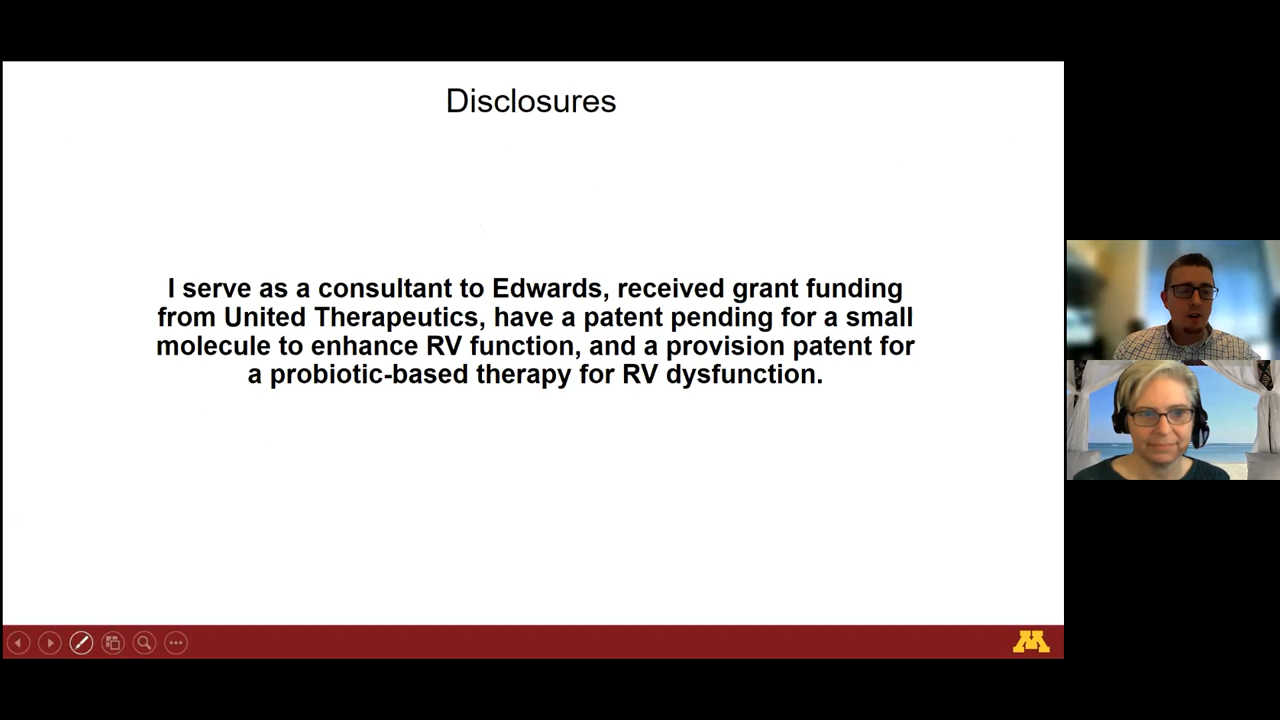 Disclosures
I serve as a consultant to Edwards, received grant funding
from United Therapeutics, have a patent pending for a small
molecule to enhance RV function, and a provision patent for
a probiotic-based therapy for RV dysfunction.
M